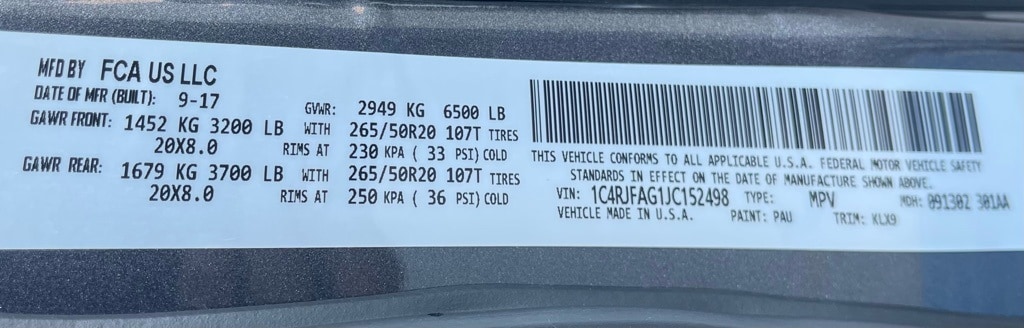 MFD BY FCA US LLC
DATE OF MFR (BUILT): 9-17
GVWR: 2949 KG 6500 LB
GAWR FRONT: 1452 KG 3200 LB WITH 265/50R20 107T TIRES
20X8.0 RIMS AT 230 KPA ( 33 PSI) COLD
GAWR REAR: 1679 KG 3700 LB WITH 265/50R20 107T TIRES
20X8.0 RIMS AT 250 KPA ( 36 PSI) COLD
THIS VEHICLE CONFORMS TO ALL APPLICABLE U.S.A. FEDERAL MOTOR VEHICLE SAFETY
STANDARDS IN EFFECT ON THE DATE OF MANUFACTURE SHOWN ABOVE.
VIN: 1C4RJFAG1JC152498 TYPE: MPV MDH: 091302 301AA
VEHICLE MADE IN U.S.A. PAINT: PAU TRIM: KLX9